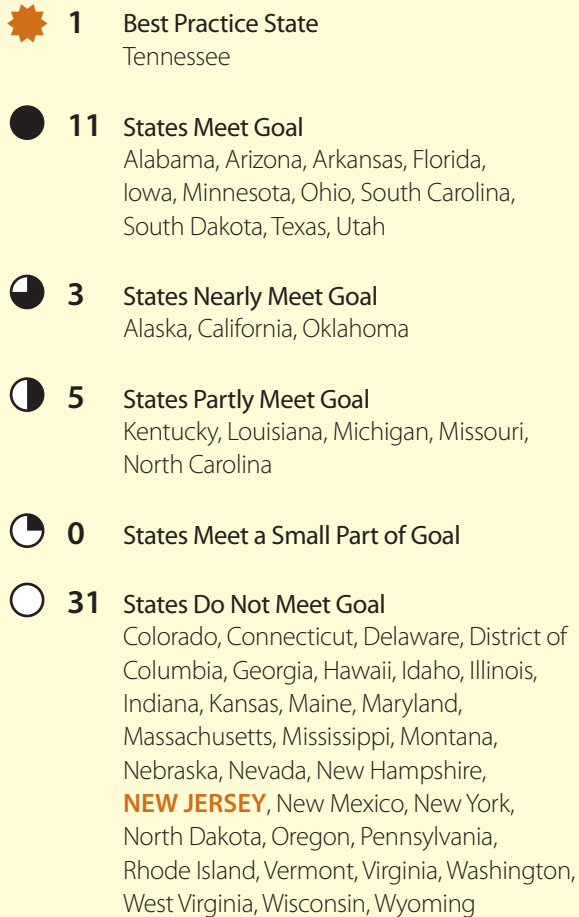 1 Best Practice State
Tennessee
11 States Meet Goal
Alabama, Arizona, Arkansas, Florida,
Iowa, Minnesota, Ohio, South Carolina,
South Dakota, Texas, Utah
3 States Nearly Meet Goal
Alaska, California, Oklahoma
5 States Partly Meet Goal
Kentucky, Louisiana, Michigan, Missouri,
North Carolina
0 States Meet a Small Part of Goal
31 States Do Not Meet Goal
Colorado, Connecticut, Delaware, District of
Columbia, Georgia, Hawaii, Idaho, Illinois,
Indiana, Kansas, Maine, Maryland,
Massachusetts, Mississippi, Montana,
Nebraska, Nevada, New Hampshire,
NEW JERSEY, New Mexico, New York,
North Dakota, Oregon, Pennsylvania,
Rhode Island, Vermont, Virginia, Washington,
West Virginia, Wisconsin, Wyoming